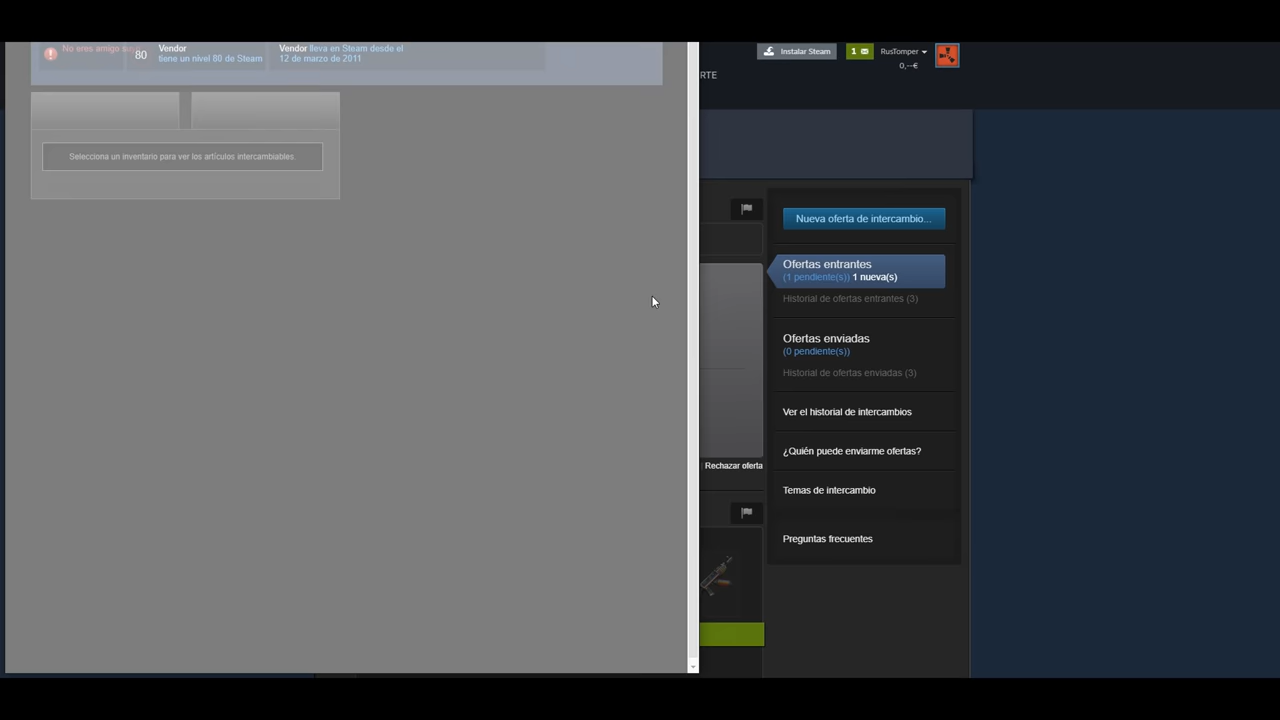 No eres amigo
80
Vendor
tiene un nivel 80 de Steam
Vendor lleva en Steam desde el
12 de marzo de 2011
Selecciona un inventario para ver los artículos intercambiables.
Instalar Steam
1
RusTomper
0,--€
RTE
Nueva oferta de intercambio...
Ofertas entrantes
(1 pendiente(s)) 1 nueva(s)
Historial de ofertas entrantes (3)
Ofertas enviadas
(0 pendiente(s))
Historial de ofertas enviadas (3)
Ver el historial de intercambios
¿Quién puede enviarme ofertas?
Temas de intercambio
Preguntas frecuentes
Rechazar oferta